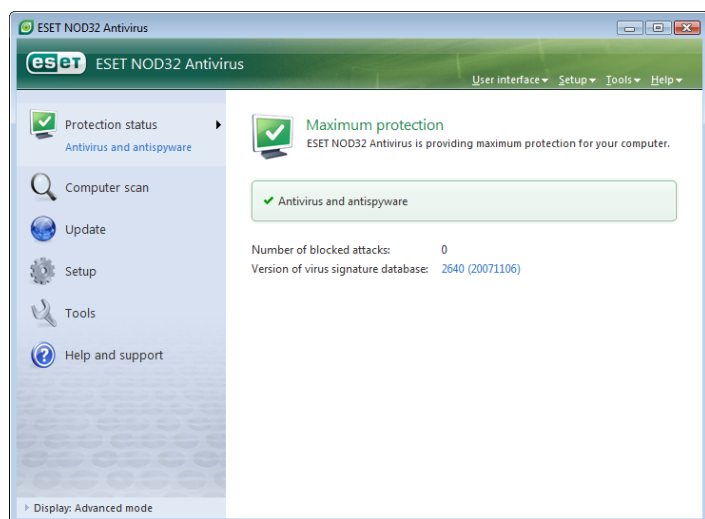 ESET NOD32 Antivirus
eseT ESET NOD32 Antivirus
User interface Setup Tools Help
Protection status
Antivirus and antispyware
Computer scan
Update
Setup
Tools
Help and support
Display: Advanced mode
Maximum protection
ESET NOD32 Antivirus is providing maximum protection for your computer.
Antivirus and antispyware
Number of blocked attacks: 0
Version of virus signature database: 2640 (20071106)